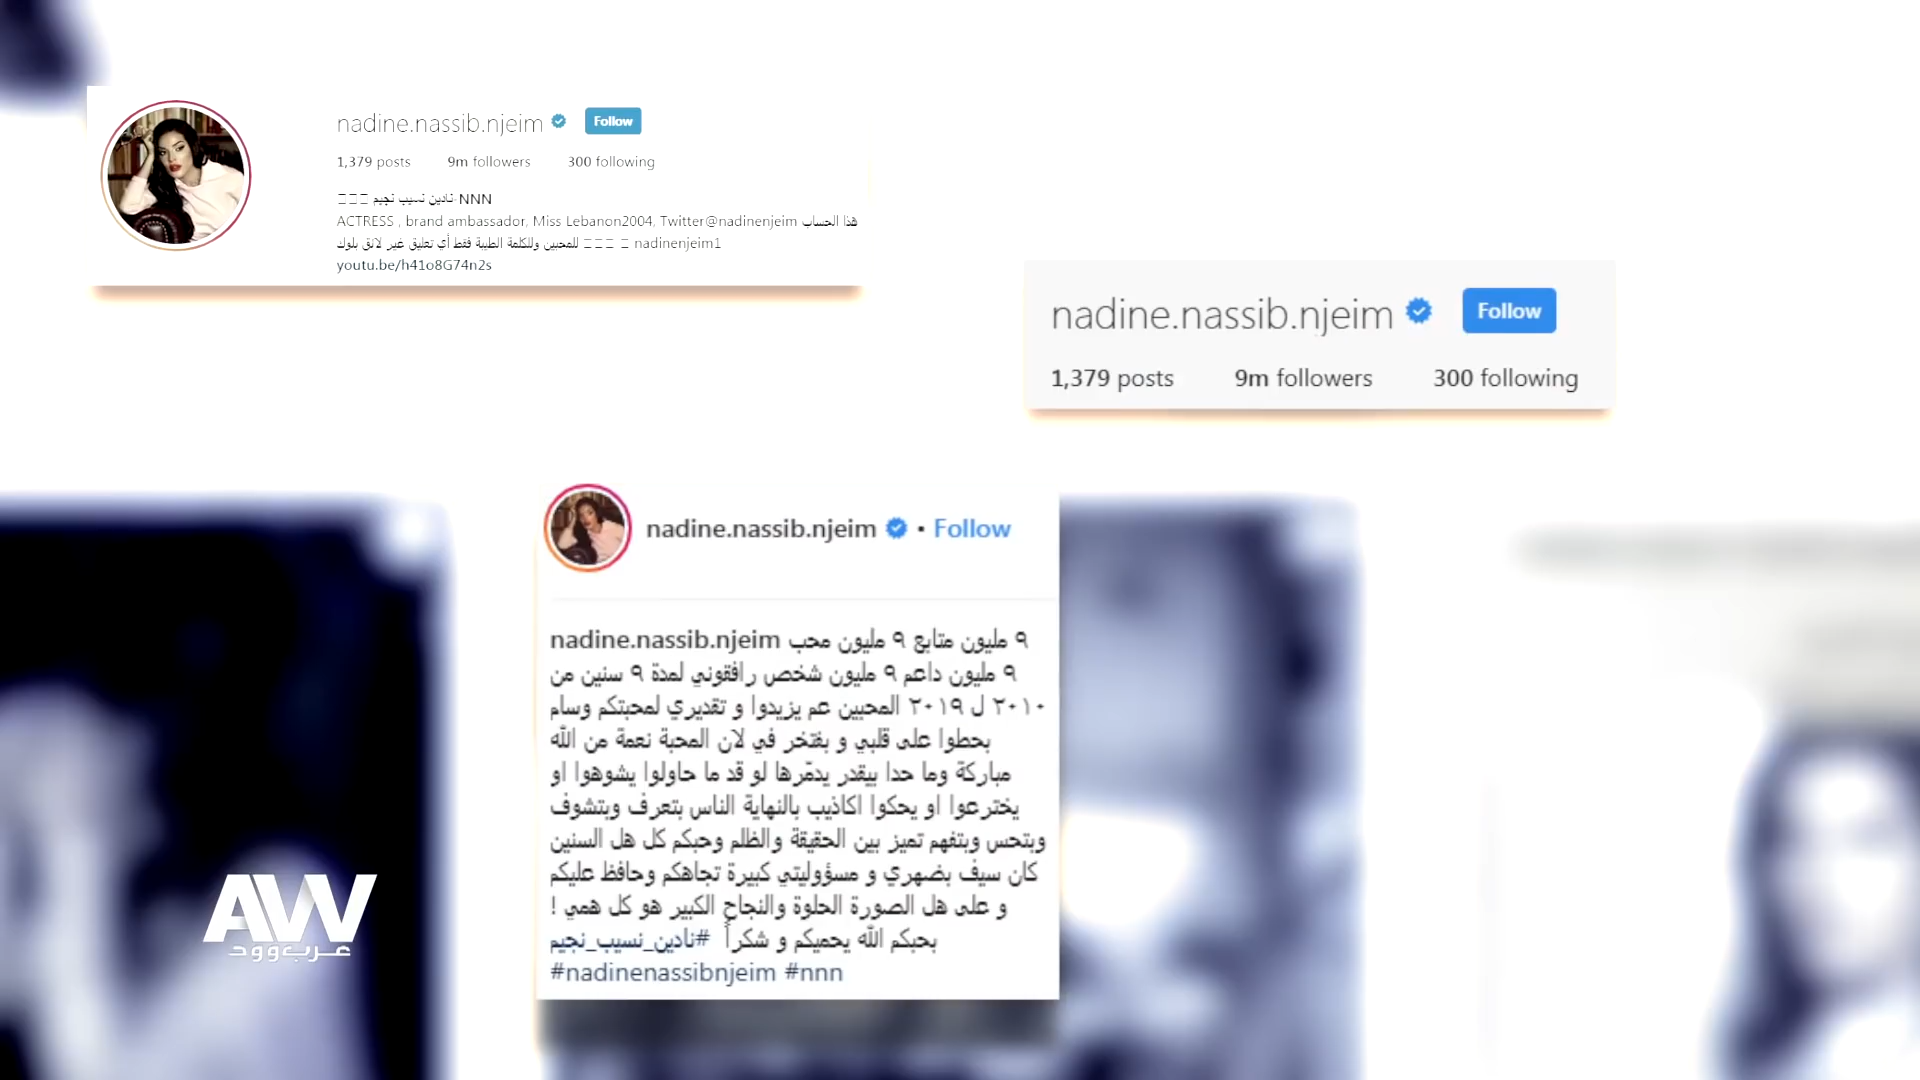 nadine.nassib.njeim Follow
1,379 posts 9m followers 300 following
نادين نسيب نجيم-NNN
ACTRESS , brand ambassador, Miss Lebanon2004, Twitter@nadinenjeim هذا الحساب
للمحبين وللكلمة الطيبة فقط أي تعليق غير لائق بلوك nadinenjeim1
youtu.be/h41o8G74n2s
nadine.nassib.njeim Follow
1,379 posts 9m followers 300 following
nadine.nassib.njeim • Follow
nadine.nassib.njeim ٩ مليون متابع ٩ مليون محب
٩ مليون داعم ٩ مليون شخص رافقوني لمدة ٩ سنين من
٢٠١٠ ل ٢٠١٩ المحبين عم يزيدوا و تقديري لمحبتكم وسام
بحطوا على قلبي و بفتخر في لان المحبة نعمة من الله
مباركة وما حدا بيقدر يدمّرها لو قد ما حاولوا يشوهوا او
يخترعوا او يحكوا اكاذيب بالنهاية الناس بتعرف وبتشوف
وبتحس وبتفهم تميز بين الحقيقة والظلم وحبكم كل هل السنين
كان سيف بضهري و مسؤوليتي كبيرة تجاهكم وحافظ عليكم
و على هل الصورة الحلوة والنجاح الكبير هو كل همي !
بحبكم الله يحميكم و شكراً #نادين_نسيب_نجيم
#nadinenassibnjeim #nnn
AW
عرب وود